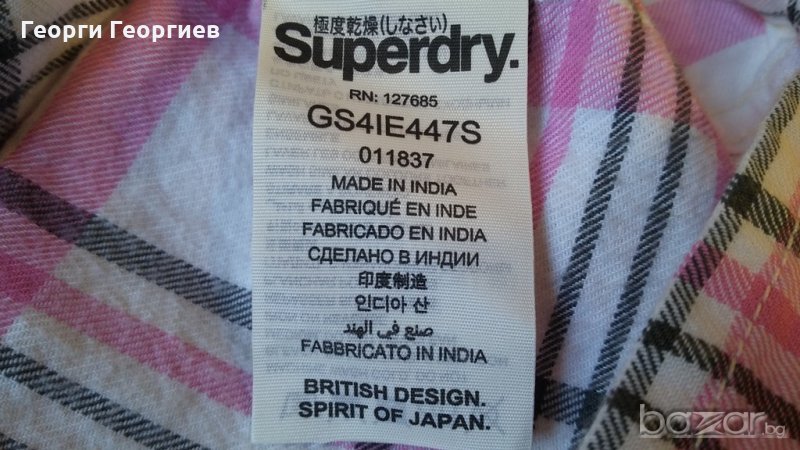 Георги Георгиев
極度乾燥(しなさい)
Superdry.
RN: 127685
GS4IE447S
011837
MADE IN INDIA
FABRIQUÉ EN INDE
FABRICADO EN INDIA
СДЕЛАНО В ИНДИИ
印度制造
인디아 산
صنع في الهند
FABBRICATO IN INDIA
BRITISH DESIGN.
SPIRIT OF JAPAN.
bazar.bg